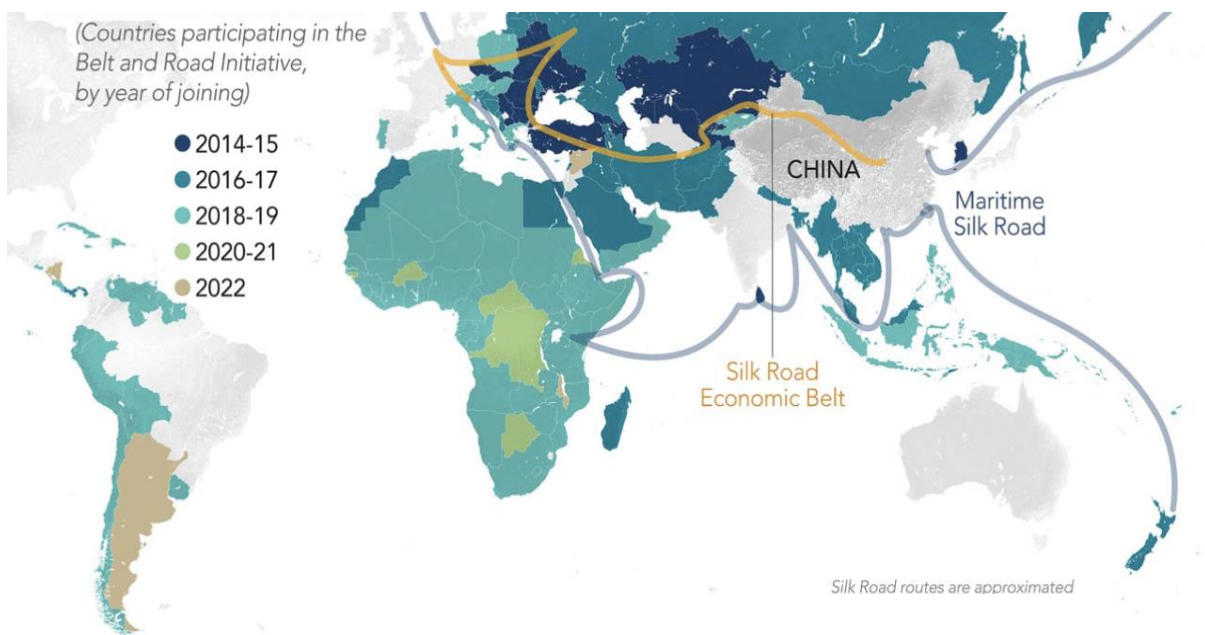 (Countries participating in the
Belt and Road Initiative,
by year of joining)
2014-15
2016-17
2018-19
2020-21
2022
CHINA
Maritime
Silk Road
Silk Road
Economic Belt
Silk Road routes are approximated